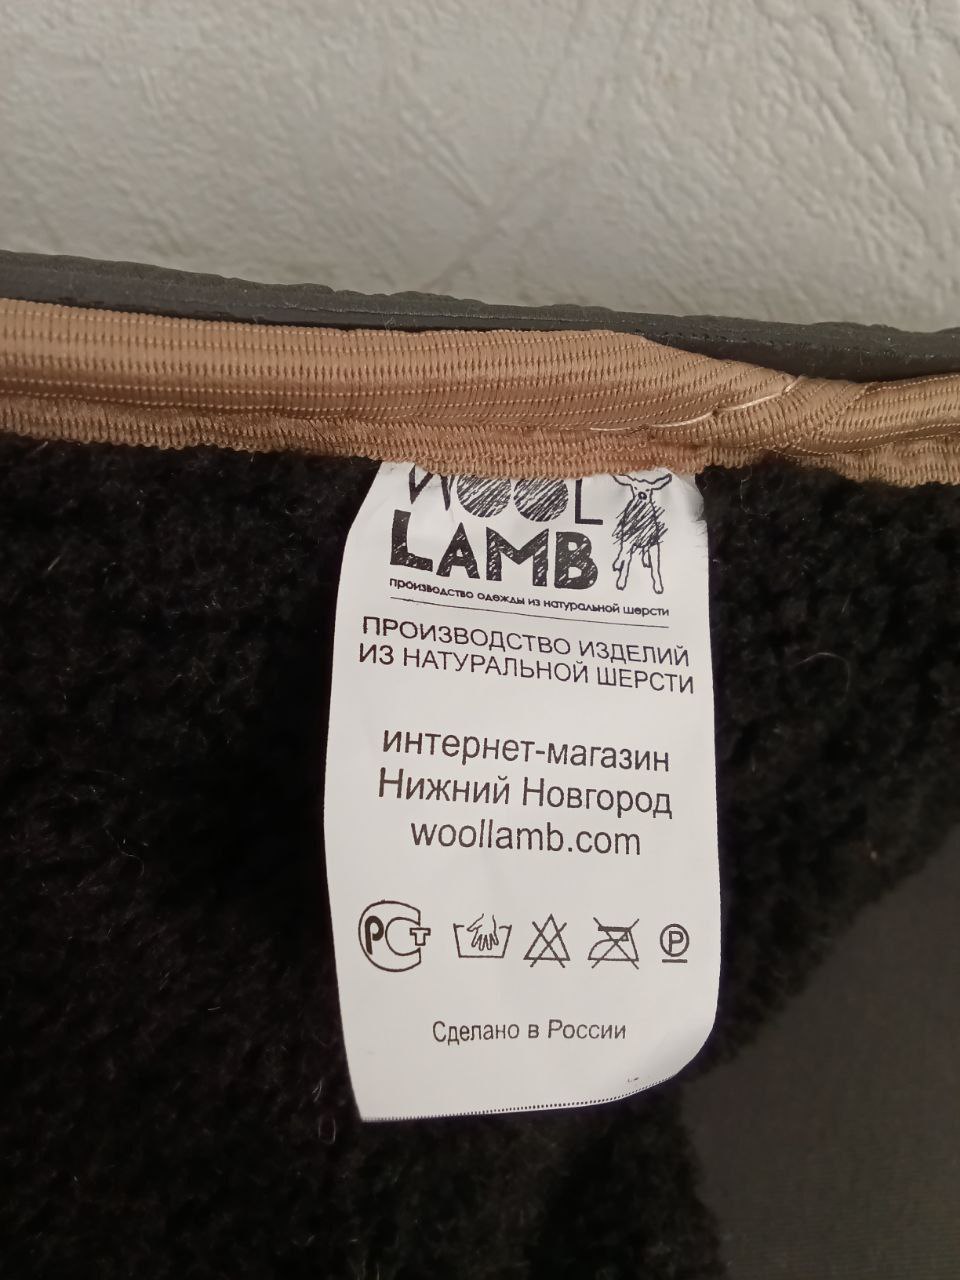 WOOL
LAMB
производство одежды из натуральной шерсти
ПРОИЗВОДСТВО ИЗДЕЛИЙ
ИЗ НАТУРАЛЬНОЙ ШЕРСТИ
интернет-магазин
Нижний Новгород
woollamb.com
РСТ P
Сделано в России